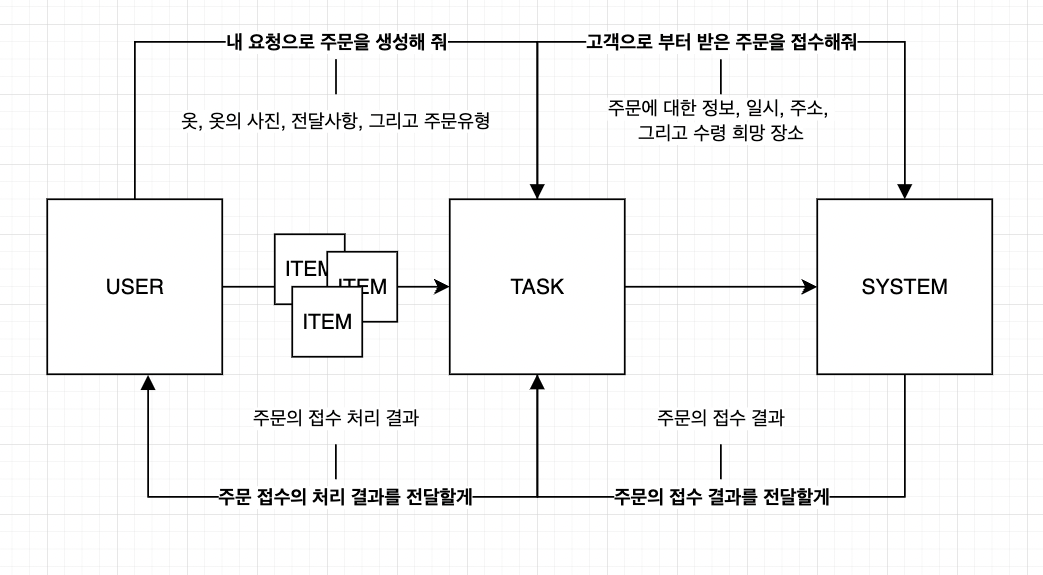 내 요청으로 주문을 생성해 줘
고객으로 부터 받은 주문을 접수해줘
옷, 옷의 사진, 전달사항, 그리고 주문유형
주문에 대한 정보, 일시, 주소,
그리고 수령 희망 장소
USER
ITEM
ITEM
ITEM
TASK
SYSTEM
주문의 접수 처리 결과
주문의 접수 결과
주문 접수의 처리 결과를 전달할게
주문의 접수 결과를 전달할게